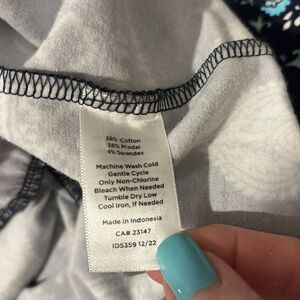 58% Cotton
38% Modal
4% Spandex
Machine Wash Cold
Gentle Cycle
Only Non-Chlorine
Bleach When Needed
Tumble Dry Low
Cool Iron, If Needed
Made in Indonesia
CA# 23147
IDS359 12/22